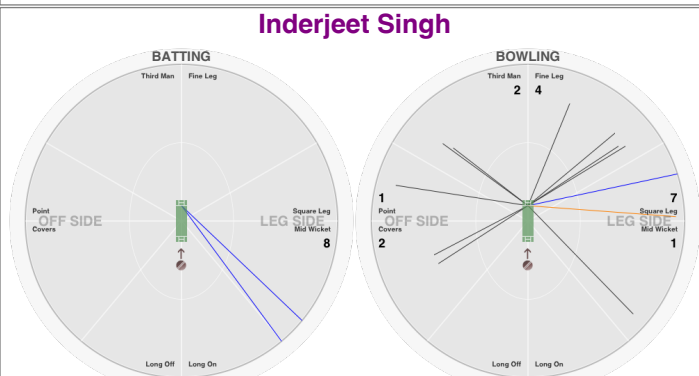 Inderjeet Singh
BATTING
Third Man
Fine Leg
Point
OFF SIDE
Covers
Square Leg
LEG SIDE
Mid Wicket
8
Long Off
Long On
BOWLING
Third Man
Fine Leg
2
4
1
Point
OFF SIDE
Covers
2
7
Square Leg
LEG SIDE
Mid Wicket
1
Long Off
Long On